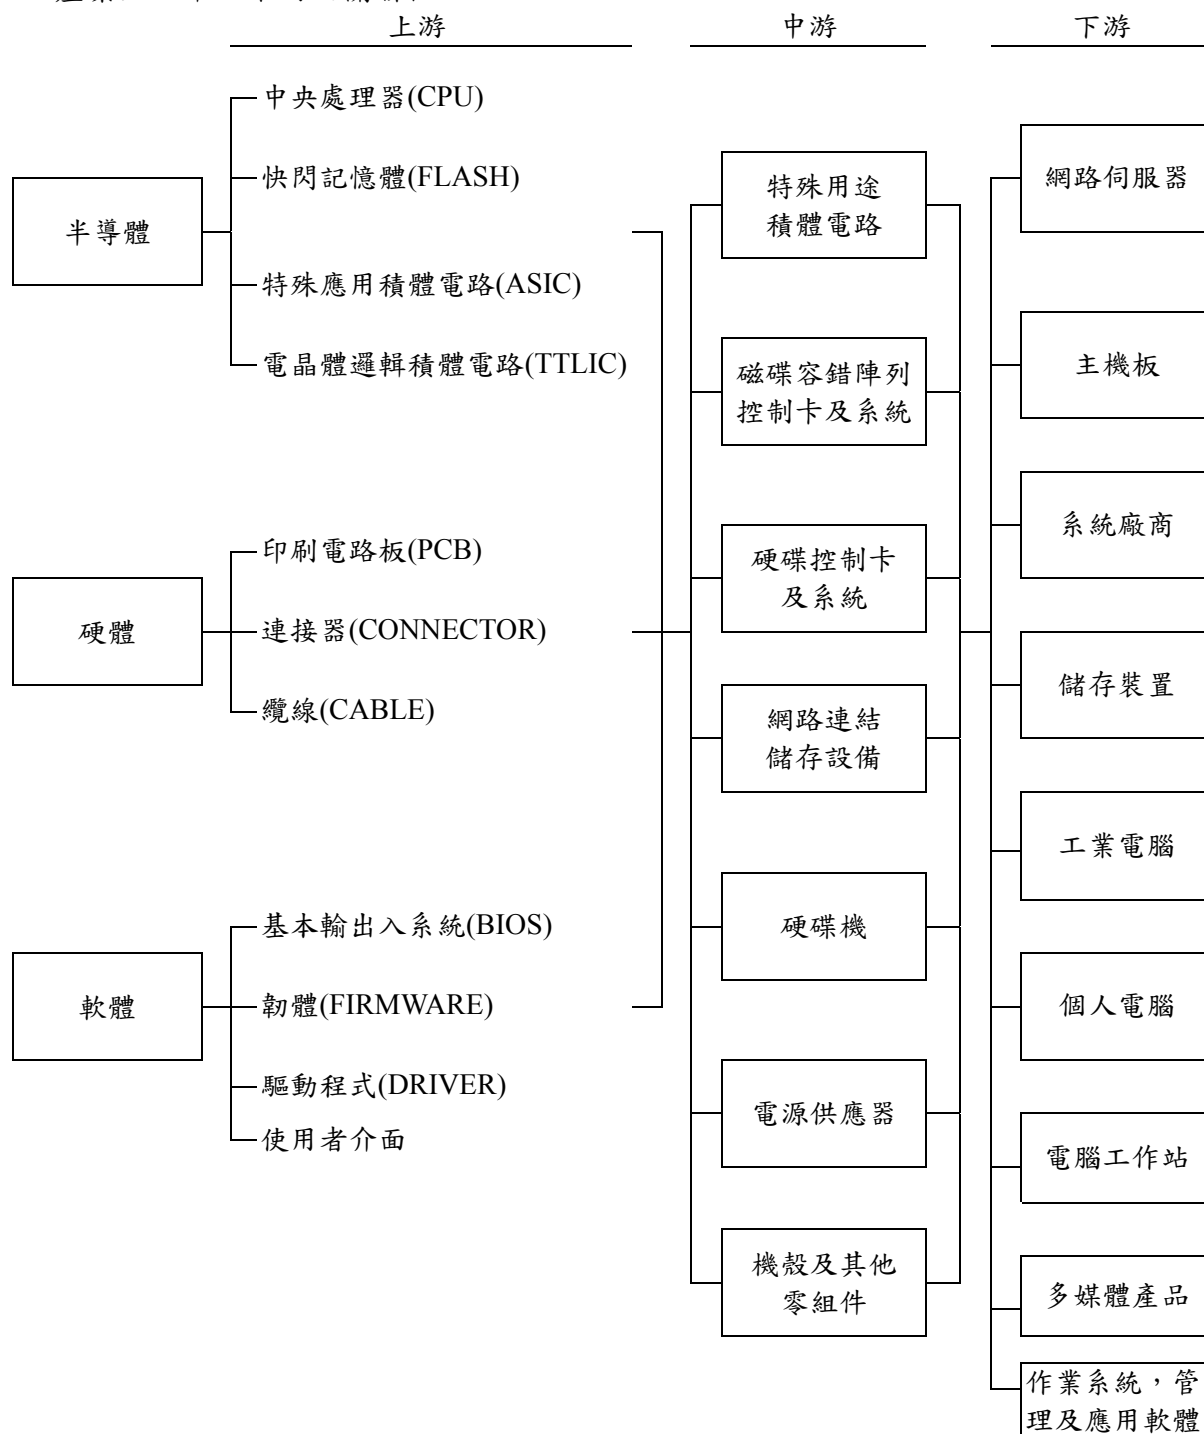 上游
中游
下游
半導體
中央處理器(CPU)
快閃記憶體(FLASH)
特殊應用積體電路(ASIC)
電晶體邏輯積體電路(TTLIC)
硬體
印刷電路板(PCB)
連接器(CONNECTOR)
纜線(CABLE)
軟體
基本輸出入系統(BIOS)
韌體(FIRMWARE)
驅動程式(DRIVER)
使用者介面
特殊用途
積體電路
磁碟容錯陣列
控制卡及系統
硬碟控制卡
及系統
網路連結
儲存設備
硬碟機
電源供應器
機殼及其他
零組件
網路伺服器
主機板
系統廠商
儲存裝置
工業電腦
個人電腦
電腦工作站
多媒體產品
作業系統，管
理及應用軟體